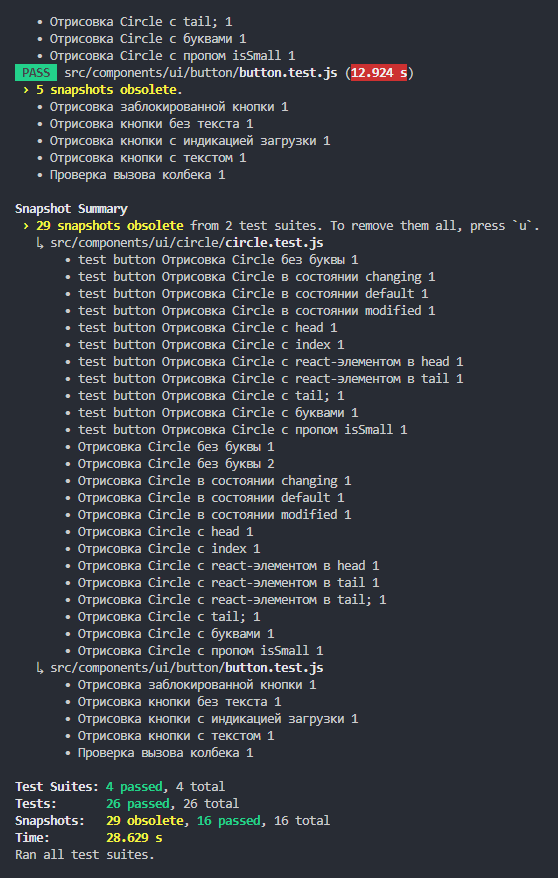 • Отрисовка Circle с tail; 1
• Отрисовка Circle с буквами 1
• Отрисовка Circle с пропом isSmall 1
PASS src/components/ui/button/button.test.js (12.924 s)
› 5 snapshots obsolete.
• Отрисовка заблокированной кнопки 1
• Отрисовка кнопки без текста 1
• Отрисовка кнопки с индикацией загрузки 1
• Отрисовка кнопки с текстом 1
• Проверка вызова колбека 1
Snapshot Summary
› 29 snapshots obsolete from 2 test suites. To remove them all, press `u`.
↳ src/components/ui/circle/circle.test.js
• test button Отрисовка Circle без буквы 1
• test button Отрисовка Circle в состоянии changing 1
• test button Отрисовка Circle в состоянии default 1
• test button Отрисовка Circle в состоянии modified 1
• test button Отрисовка Circle с head 1
• test button Отрисовка Circle с index 1
• test button Отрисовка Circle с react-элементом в head 1
• test button Отрисовка Circle с react-элементом в tail 1
• test button Отрисовка Circle с tail; 1
• test button Отрисовка Circle с буквами 1
• test button Отрисовка Circle с пропом isSmall 1
• Отрисовка Circle без буквы 1
• Отрисовка Circle без буквы 2
• Отрисовка Circle в состоянии changing 1
• Отрисовка Circle в состоянии default 1
• Отрисовка Circle в состоянии modified 1
• Отрисовка Circle с head 1
• Отрисовка Circle с index 1
• Отрисовка Circle с react-элементом в head 1
• Отрисовка Circle с react-элементом в tail 1
• Отрисовка Circle с react-элементом в tail; 1
• Отрисовка Circle с tail; 1
• Отрисовка Circle с буквами 1
• Отрисовка Circle с пропом isSmall 1
↳ src/components/ui/button/button.test.js
• Отрисовка заблокированной кнопки 1
• Отрисовка кнопки без текста 1
• Отрисовка кнопки с индикацией загрузки 1
• Отрисовка кнопки с текстом 1
• Проверка вызова колбека 1
Test Suites: 4 passed, 4 total
Tests: 26 passed, 26 total
Snapshots: 29 obsolete, 16 passed, 16 total
Time: 28.629 s
Ran all test suites.